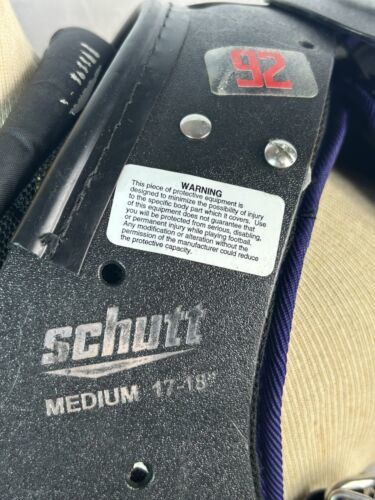 92
WARNING
This piece of protective equipment is
designed to minimize the possibility of injury
to the specific body part which it covers. Use
of this equipment does not guarantee that
you will be protected from serious, disabling,
or permanent injury while playing football.
Any modification or alteration without the
permission of the manufacturer could reduce
the protective capacity.
schutt
MEDIUM 17-18"